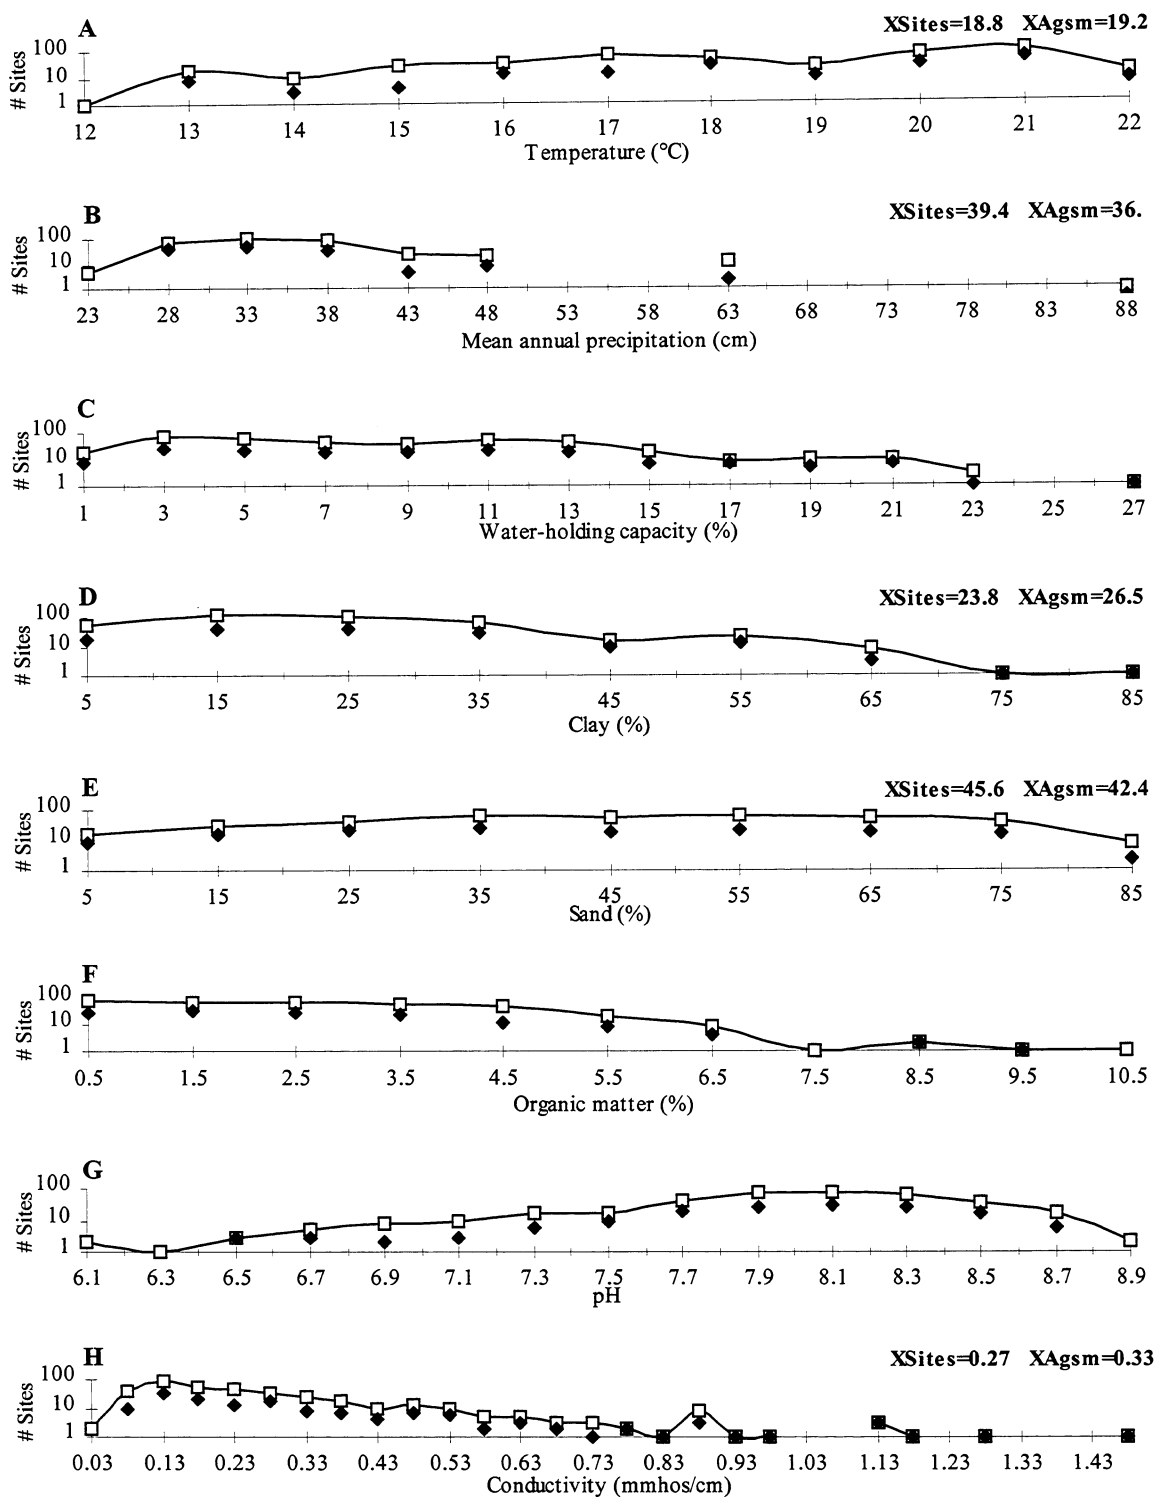 A
XSites=18.8 XAgsm=19.2
# Sites
100
10
1
12 13 14 15 16 17 18 19 20 21 22
Temperature (°C)
B
XSites=39.4 XAgsm=36.
# Sites
100
10
1
23 28 33 38 43 48 53 58 63 68 73 78 83 88
Mean annual precipitation (cm)
C
# Sites
100
10
1
1 3 5 7 9 11 13 15 17 19 21 23 25 27
Water-holding capacity (%)
D
XSites=23.8 XAgsm=26.5
# Sites
100
10
1
5 15 25 35 45 55 65 75 85
Clay (%)
E
XSites=45.6 XAgsm=42.4
# Sites
100
10
1
5 15 25 35 45 55 65 75 85
Sand (%)
F
# Sites
100
10
1
0.5 1.5 2.5 3.5 4.5 5.5 6.5 7.5 8.5 9.5 10.5
Organic matter (%)
G
# Sites
100
10
1
6.1 6.3 6.5 6.7 6.9 7.1 7.3 7.5 7.7 7.9 8.1 8.3 8.5 8.7 8.9
pH
H
XSites=0.27 XAgsm=0.33
# Sites
100
10
1
0.03 0.13 0.23 0.33 0.43 0.53 0.63 0.73 0.83 0.93 1.03 1.13 1.23 1.33 1.43
Conductivity (mmhos/cm)